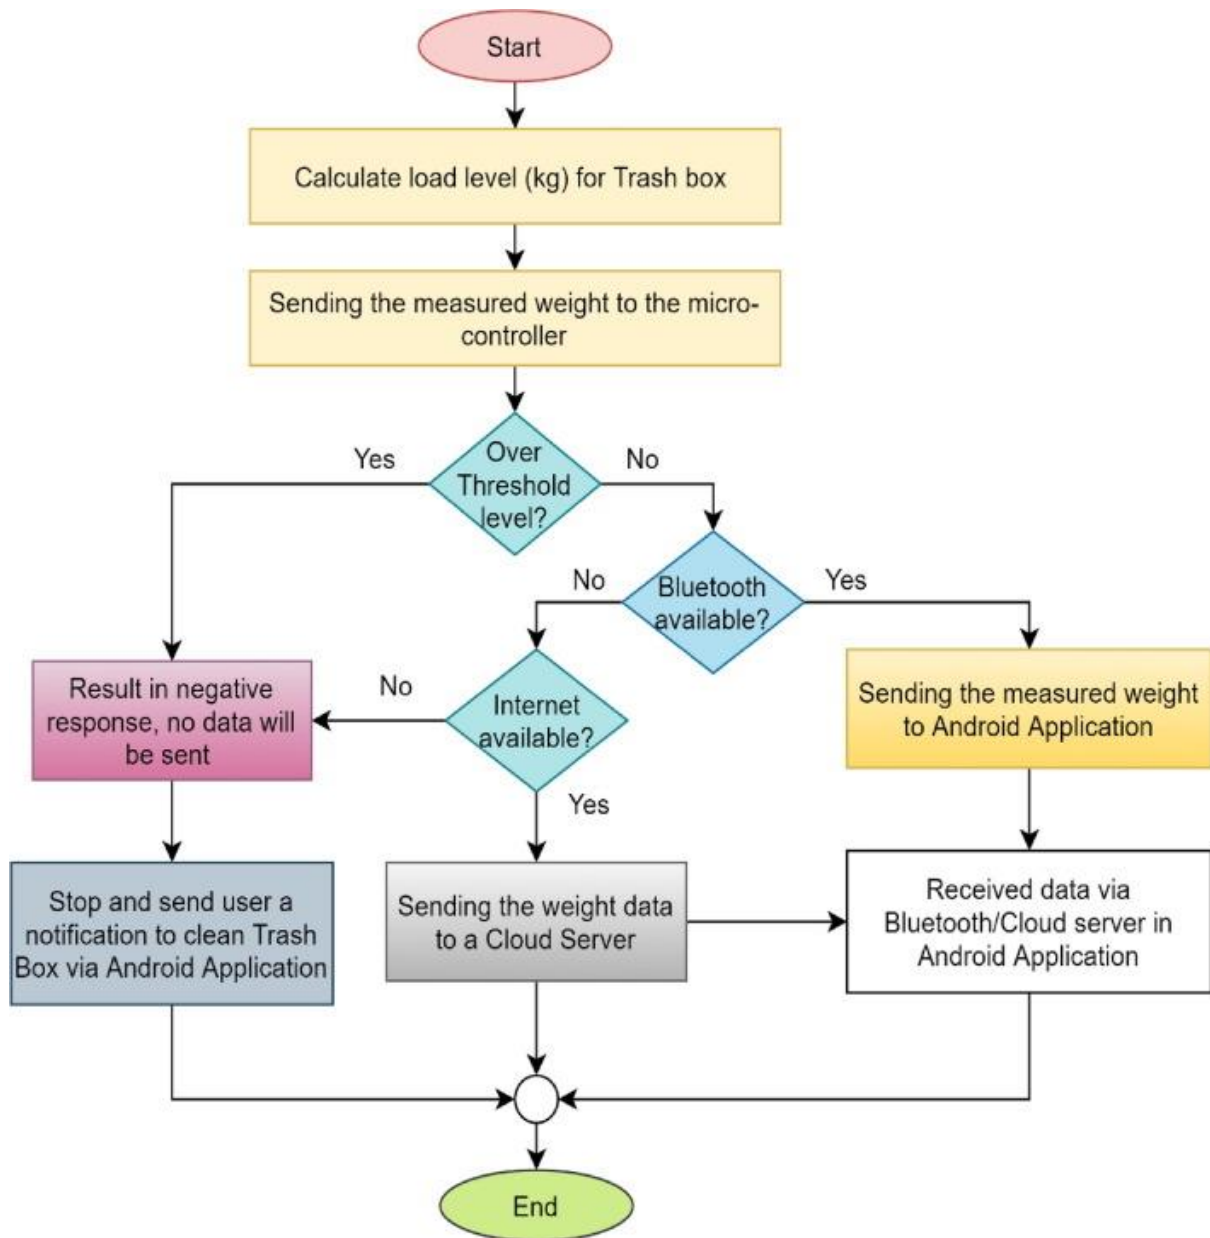 Start
Calculate load level (kg) for Trash box
Sending the measured weight to the micro-
controller
Over
Threshold
level?
Yes
No
Bluetooth
available?
No
Yes
Internet
available?
No
Yes
Result in negative
response, no data will
be sent
Sending the measured weight
to Android Application
Stop and send user a
notification to clean Trash
Box via Android Application
Sending the weight data
to a Cloud Server
Received data via
Bluetooth/Cloud server in
Android Application
End